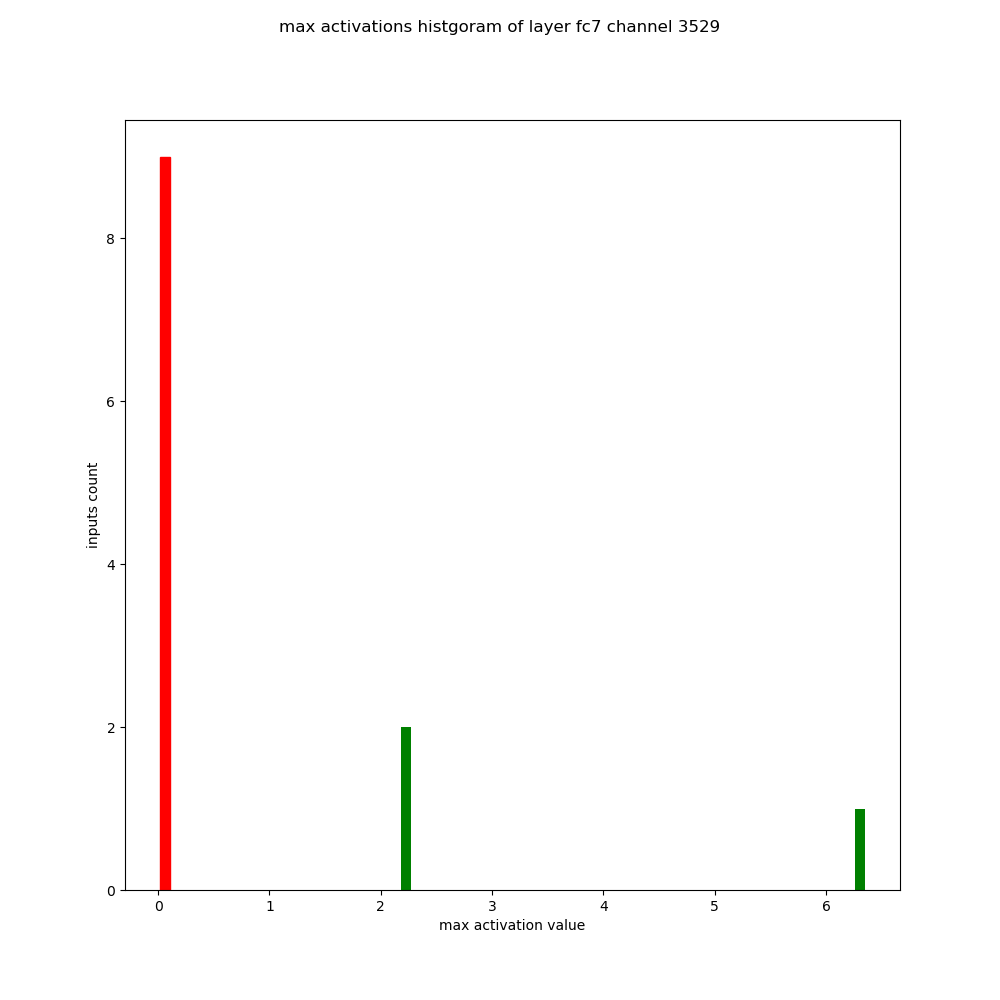 max activations histgoram of layer fc7 channel 3529
8
6
4
2
0
inputs count
0 1 2 3 4 5 6
max activation value